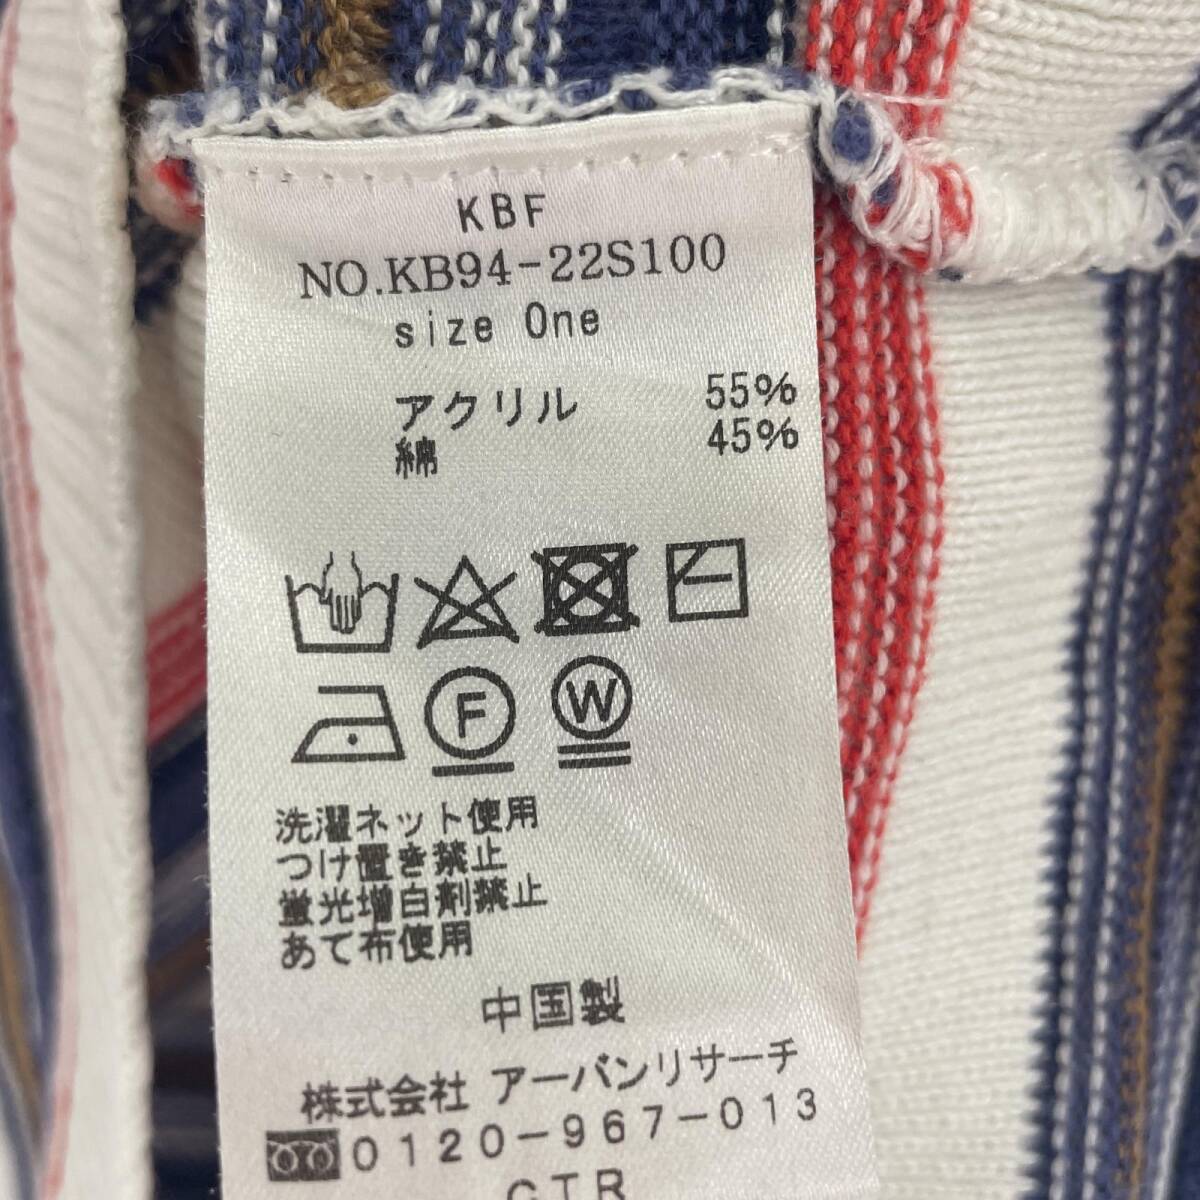 KBF
NO.KB94-22S100
size One
アクリル 55%
綿 45%
F W
洗濯ネット使用
つけ置き禁止
蛍光増白剤禁止
あて布使用
中国製
株式会社 アーバンリサーチ
0120-967-013
CTR